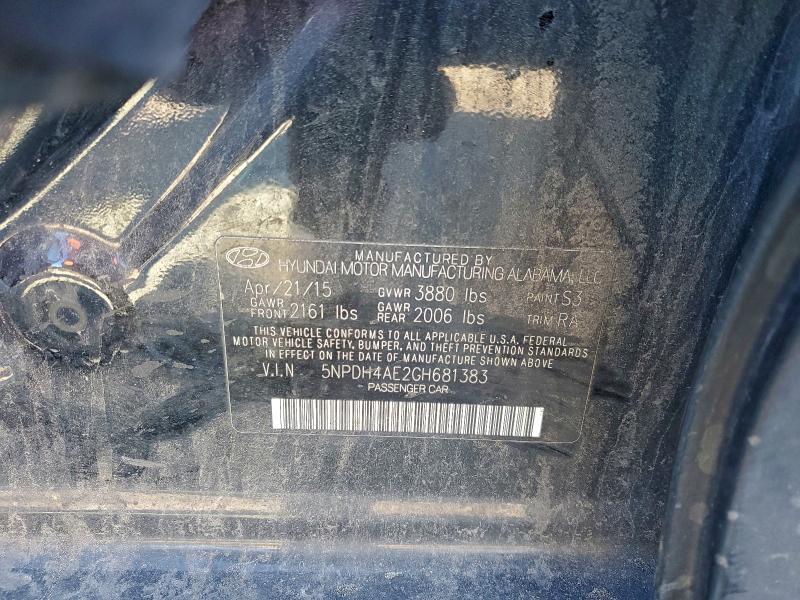 MANUFACTURED BY
HYUNDAI MOTOR MANUFACTURING ALABAMA, LLC
Apr/21/15 GVWR 3880 lbs PAINT S3
GAWR FRONT 2161 lbs GAWR REAR 2006 lbs TRIM RA
THIS VEHICLE CONFORMS TO ALL APPLICABLE U.S.A. FEDERAL
MOTOR VEHICLE SAFETY, BUMPER, AND THEFT PREVENTION STANDARDS
IN EFFECT ON THE DATE OF MANUFACTURE SHOWN ABOVE
V.I.N 5NPDH4AE2GH681383
PASSENGER CAR